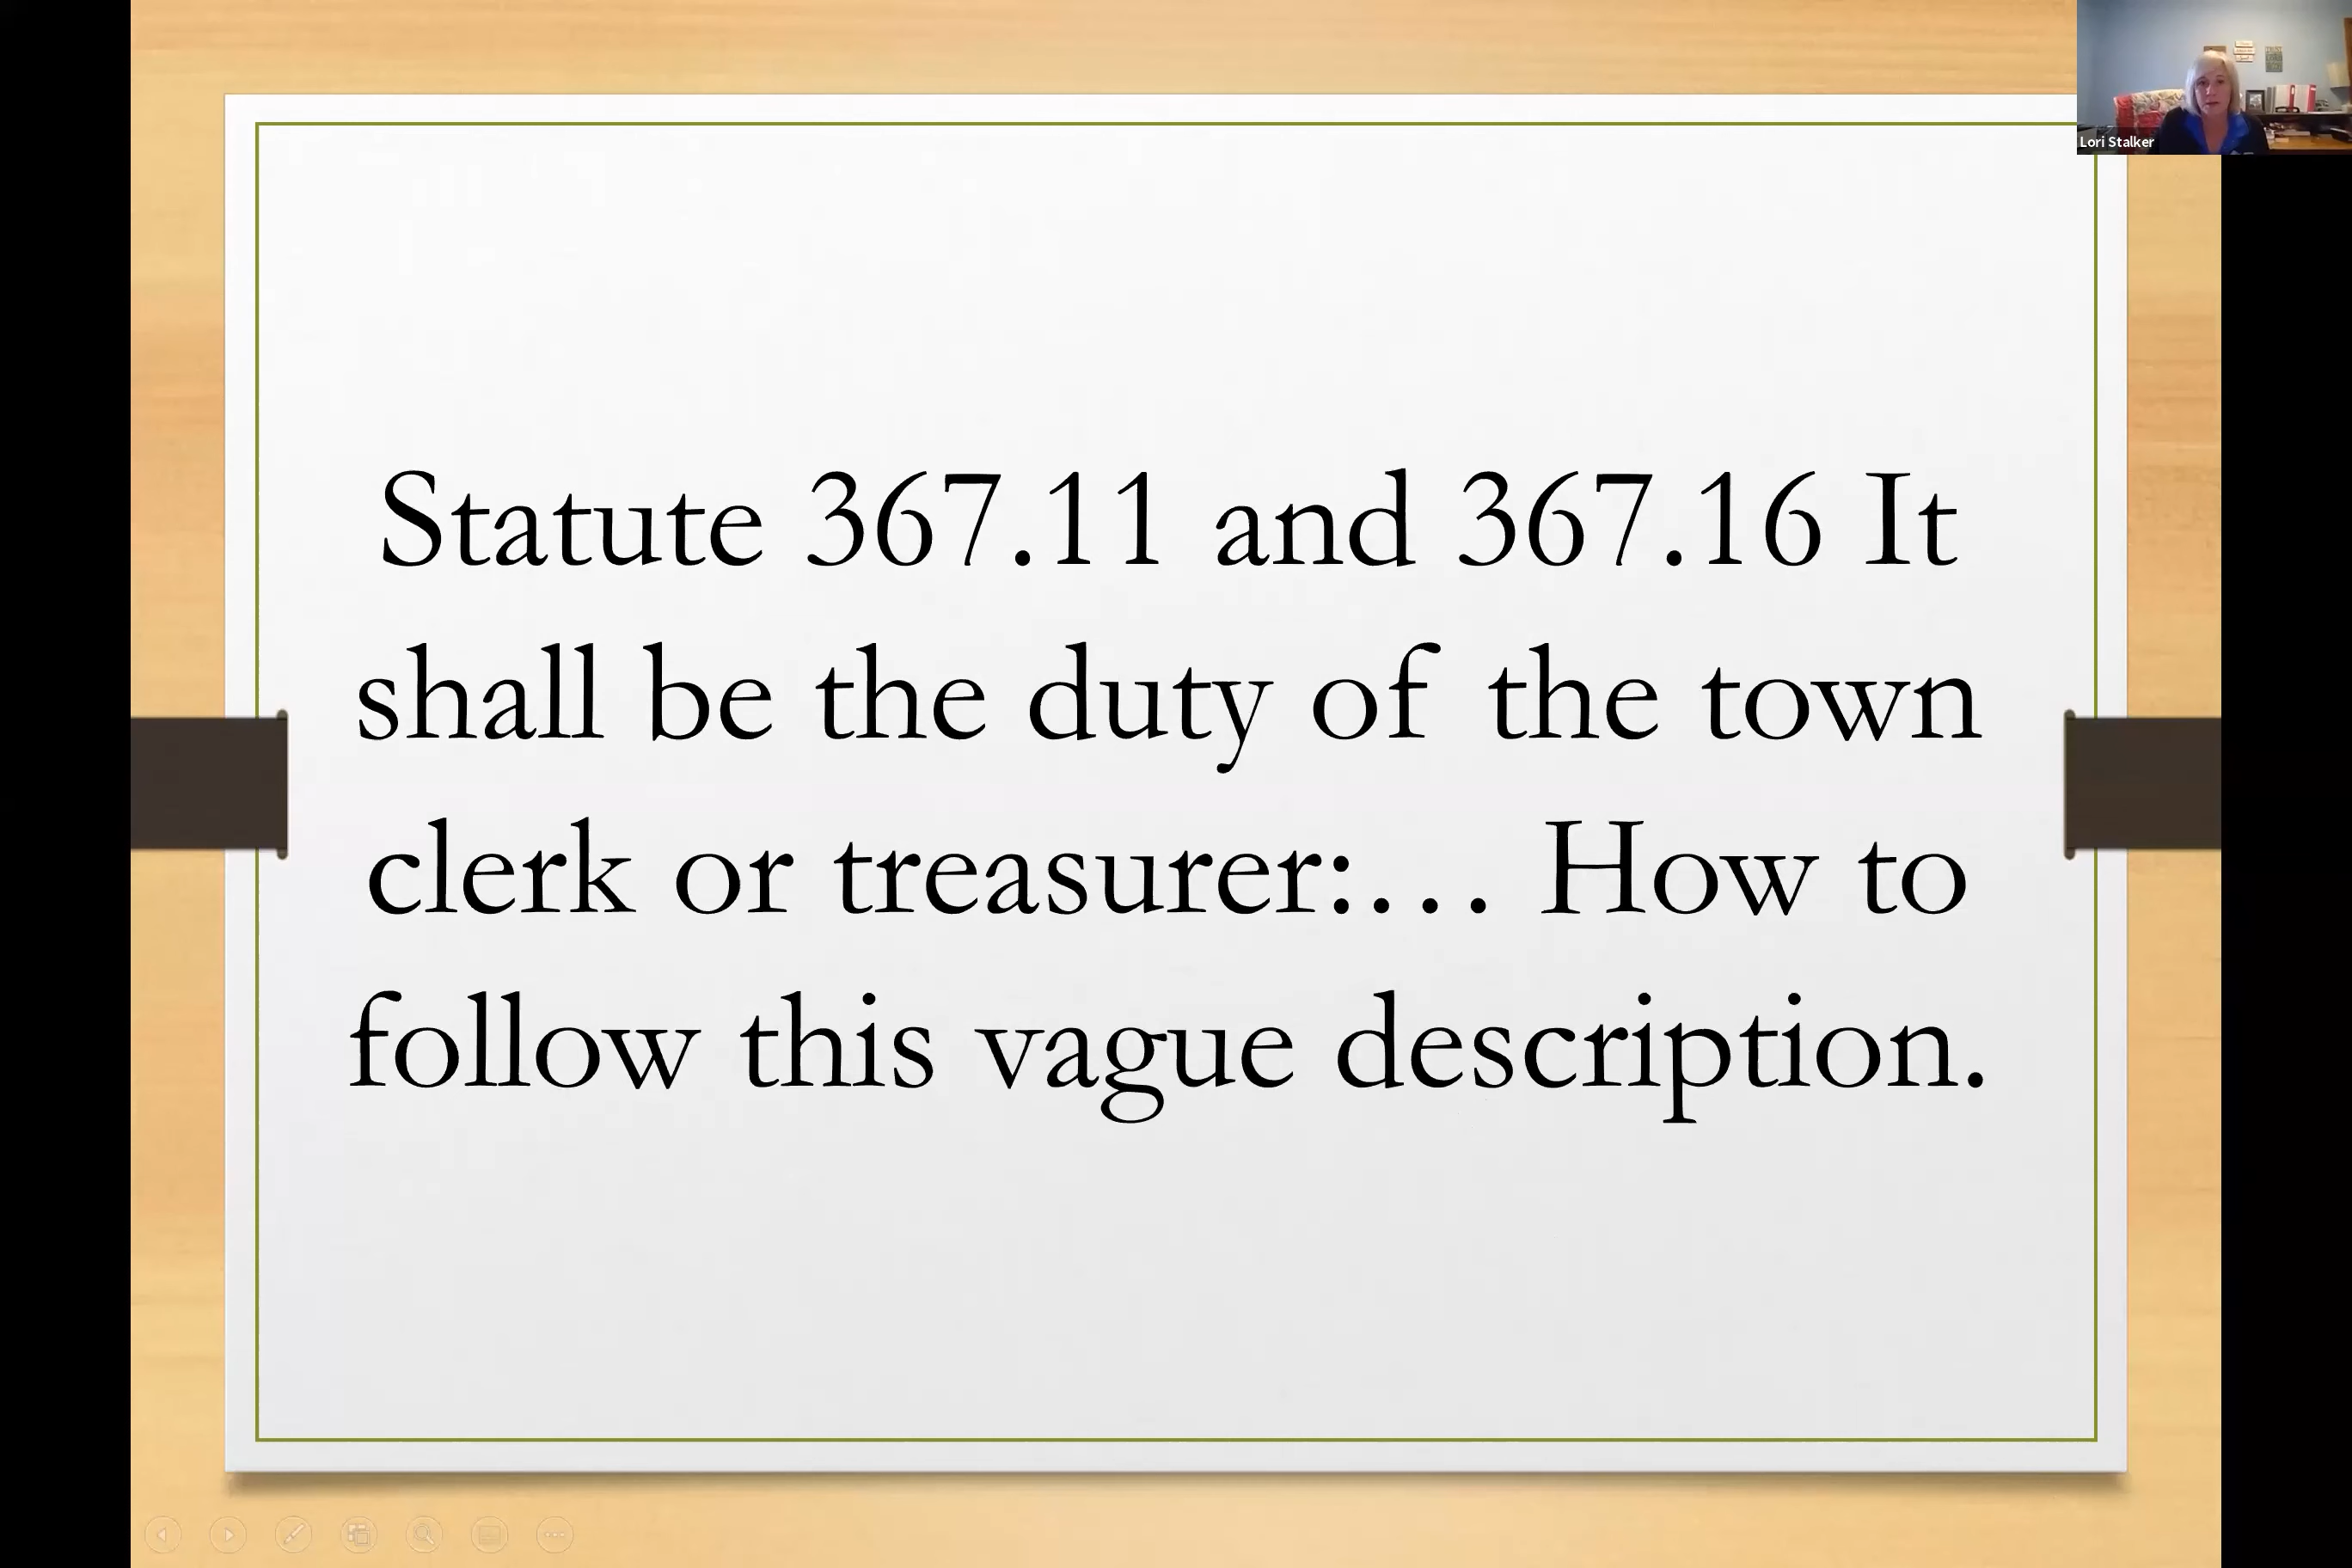 Lori Stalker
Statute 367.11 and 367.16 It
shall be the duty of the town
clerk or treasurer:… How to
follow this vague description.